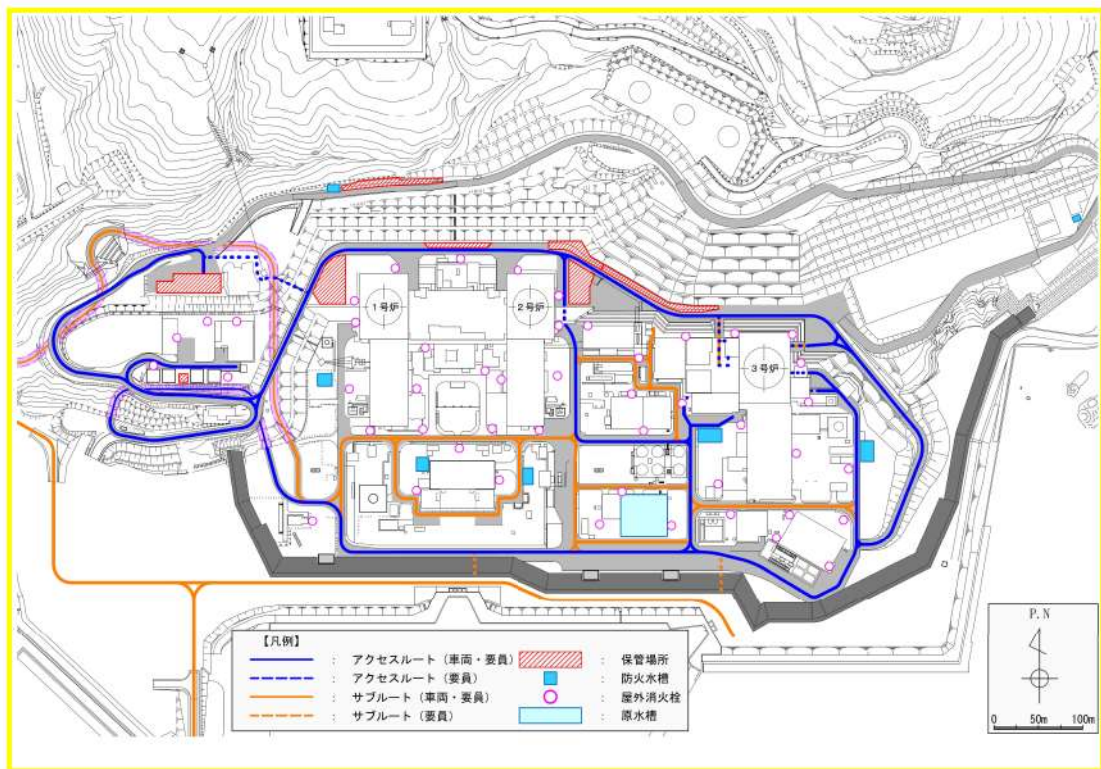 1号炉
2号炉
3号炉
【凡例】
： アクセスルート（車両・要員）
： アクセスルート（要員）
： サブルート（車両・要員）
： サブルート（要員）
： 保管場所
： 防火水槽
： 屋外消火栓
： 原水槽
P.N
0 50m 100m